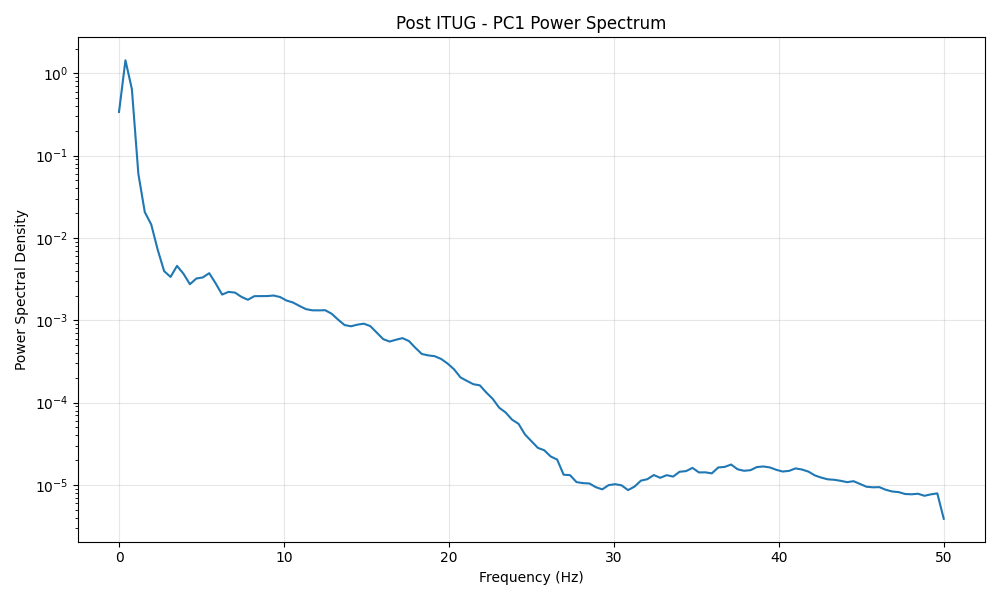 Post ITUG - PC1 Power Spectrum
Power Spectral Density
10⁰
10⁻¹
10⁻²
10⁻³
10⁻⁴
10⁻⁵
0 10 20 30 40 50
Frequency (Hz)